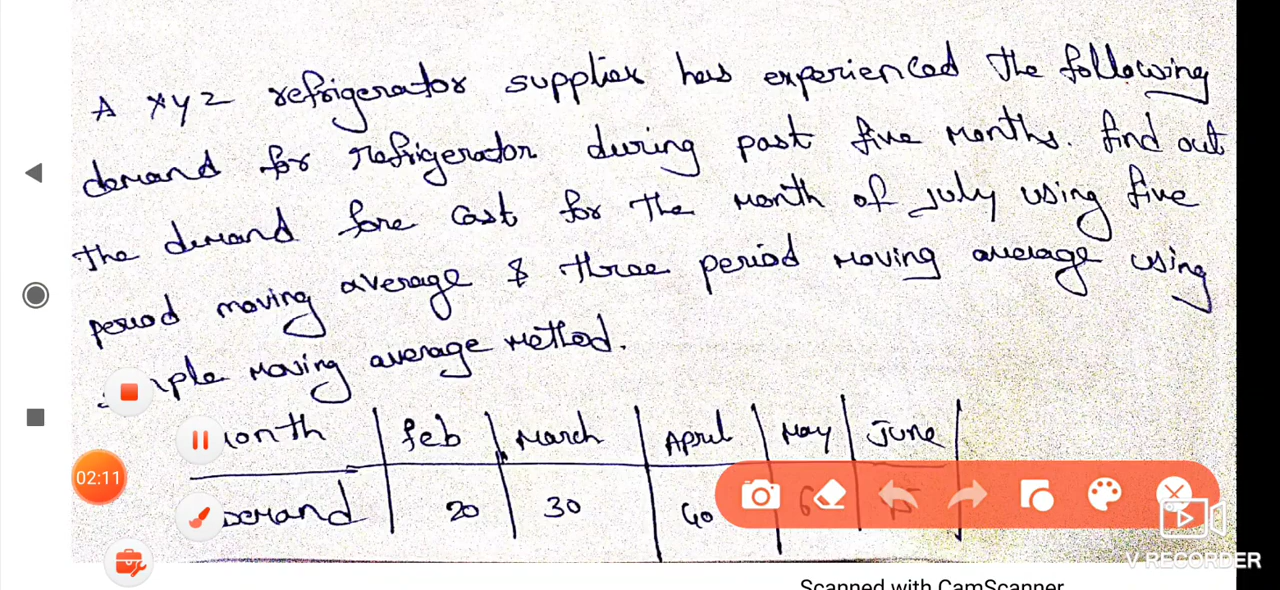 A XYZ refrigerator supplier has experienced the following
demand for refrigerator during past five months. find out
the demand fore cast for the month of july using five
period moving average & three period moving average using
moving average method.
Feb March April May June
20 30 40
02:11
V RECORDER
Scanned with CamScanner